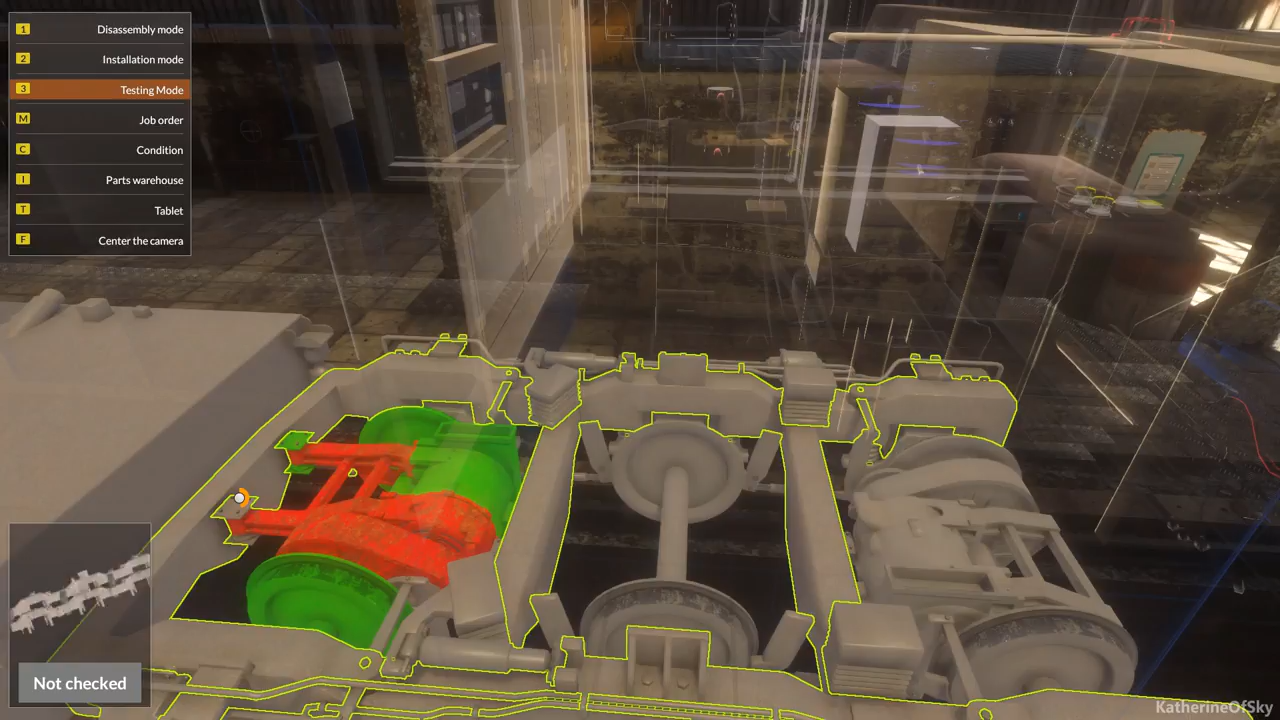 1 Disassembly mode
2 Installation mode
3 Testing Mode
M Job order
C Condition
I Parts warehouse
T Tablet
F Center the camera
Not checked
KatherineOfSky